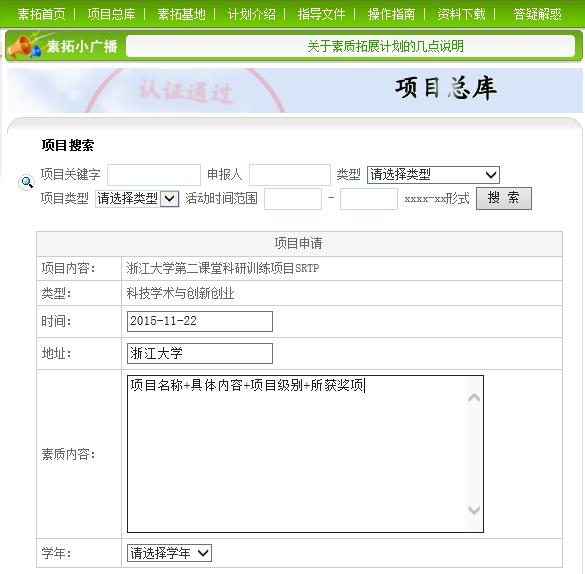 素拓首页 | 项目总库 | 素拓基地 | 计划介绍 | 指导文件 | 操作指南 | 资料下载 | 答疑解惑
素拓小广播 关于素质拓展计划的几点说明
认证通过 项目总库
项目搜索
项目关键字 申报人 类型 请选择类型
项目类型 请选择类型 活动时间范围 - xxxx-xx形式 搜 索
项目申请
项目内容: 浙江大学第二课堂科研训练项目SRTP
类型: 科技学术与创新创业
时间: 2015-11-22
地址: 浙江大学
项目名称+具体内容+项目级别+所获奖项
素质内容:
学年: 请选择学年